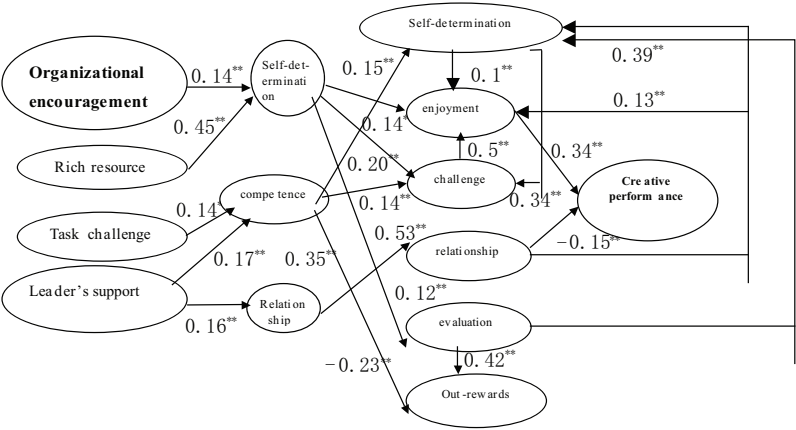 Self-determination
Organizational
encouragement
0.14**
Self-det-
erminati
on
0.15**
0.39**
0.1**
enjoyment
0.13**
0.45**
0.14*
0.5**
0.34**
Rich resource
0.20**
challenge
Creative
perform ance
competence
0.14**
0.34**
0.14*
Task challenge
0.53**
-0.15**
relationship
0.17**
0.35**
Leader's support
Relation
ship
0.12**
0.16**
evaluation
-0.23**
0.42**
Out-rewards